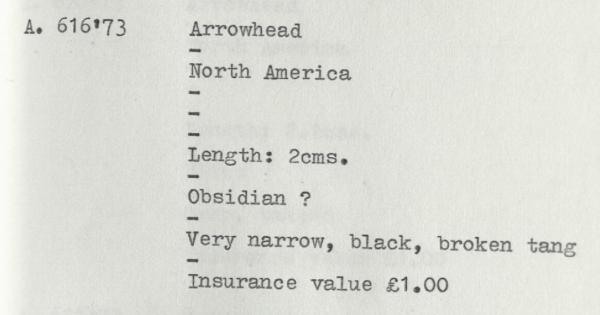 A. 616'73 Arrowhead
-
North America
-
-
-
Length: 2cms.
-
Obsidian ?
-
Very narrow, black, broken tang
-
Insurance value £1.00